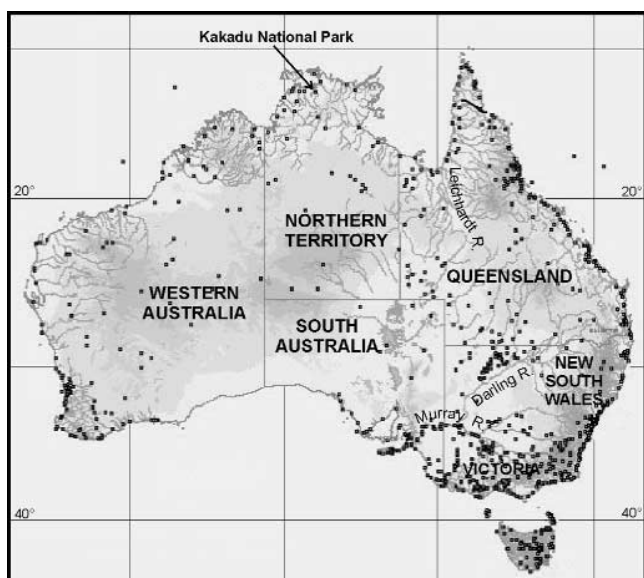 Kakadu National Park
20°
20°
Leichhardt R.
NORTHERN
TERRITORY
QUEENSLAND
WESTERN
AUSTRALIA
SOUTH
AUSTRALIA
NEW
SOUTH
WALES
Darling R.
Murray R.
VICTORIA
40°
40°